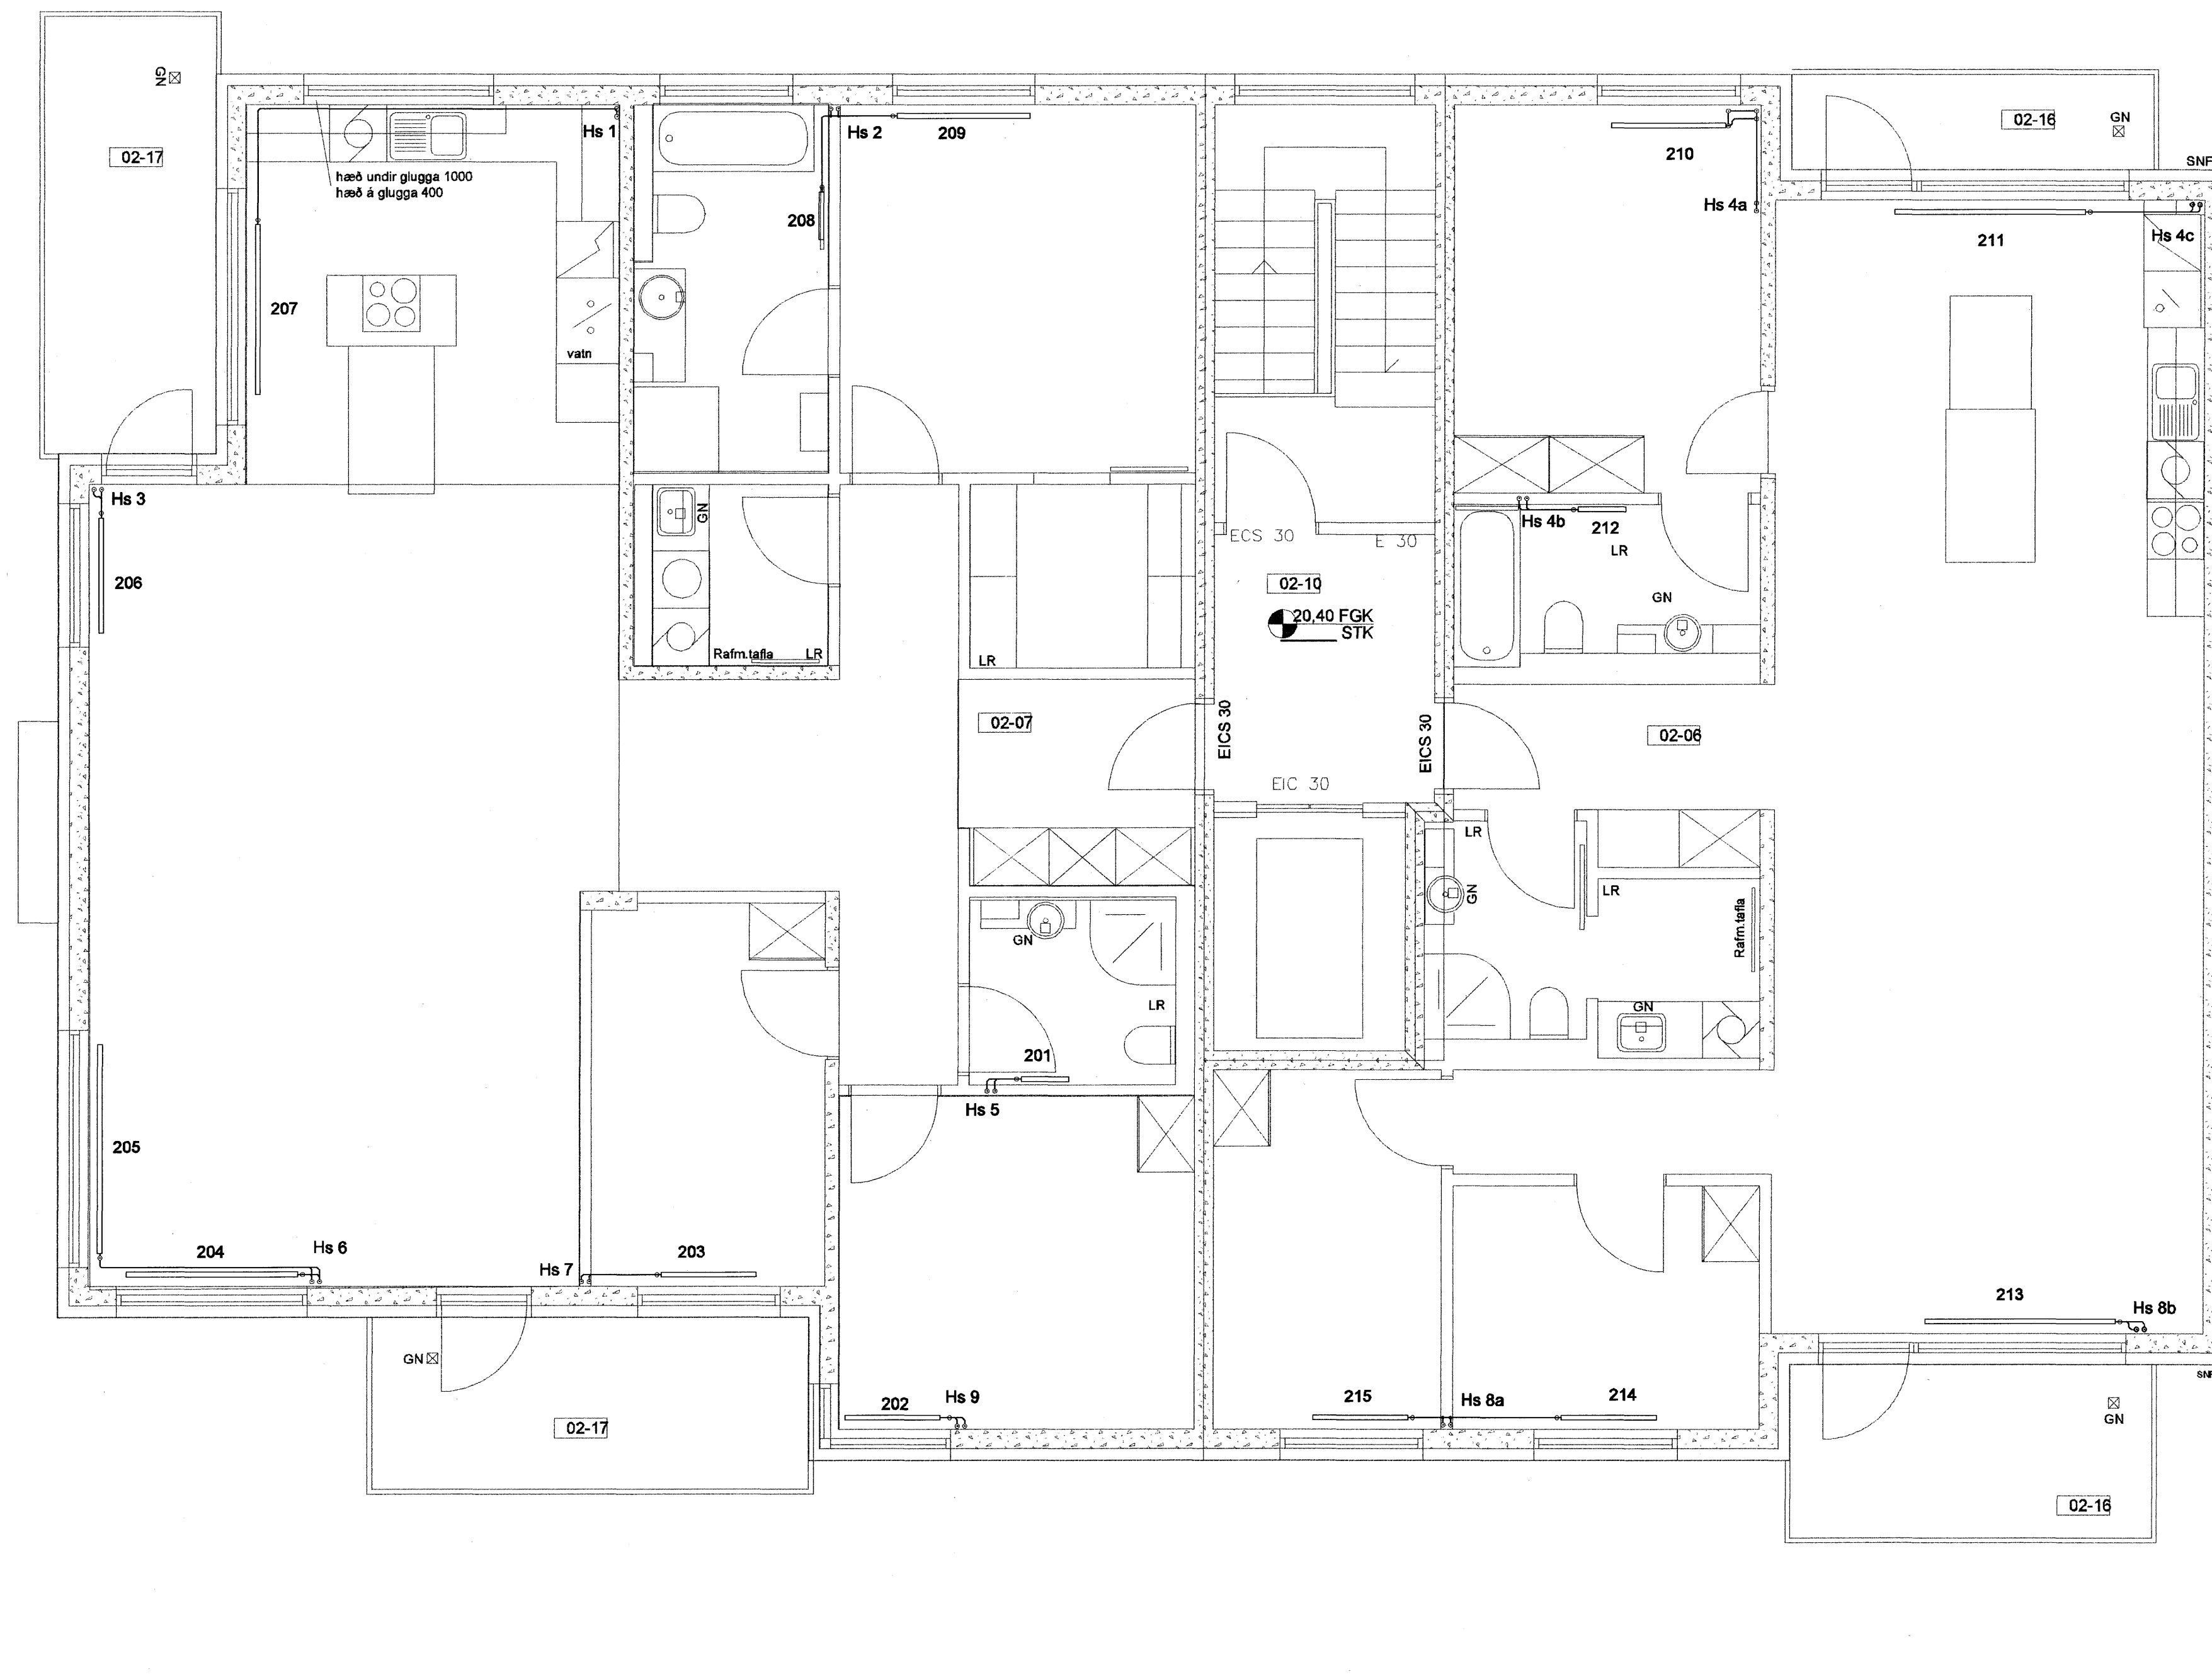 GN
02-17
hæð undir glugga 1000
hæð á glugga 400
Hs 1
Hs 2
209
208
207
vatn
210
Hs 4a
02-16
GN
SNF
211
Hs 4c
Hs 3
206
GN
Rafm.tafla
LR
LR
ECS 30
E 30
02-10
20,40 FGK
STK
Hs 4b
212
LR
GN
02-07
EICS 30
EICS 30
02-06
EIC 30
LR
GN
LR
Rafm.tafla
GN
GN
LR
201
Hs 5
205
204
Hs 6
Hs 7
203
GN
02-17
202
Hs 9
215
Hs 8a
214
213
Hs 8b
SNF
GN
02-16